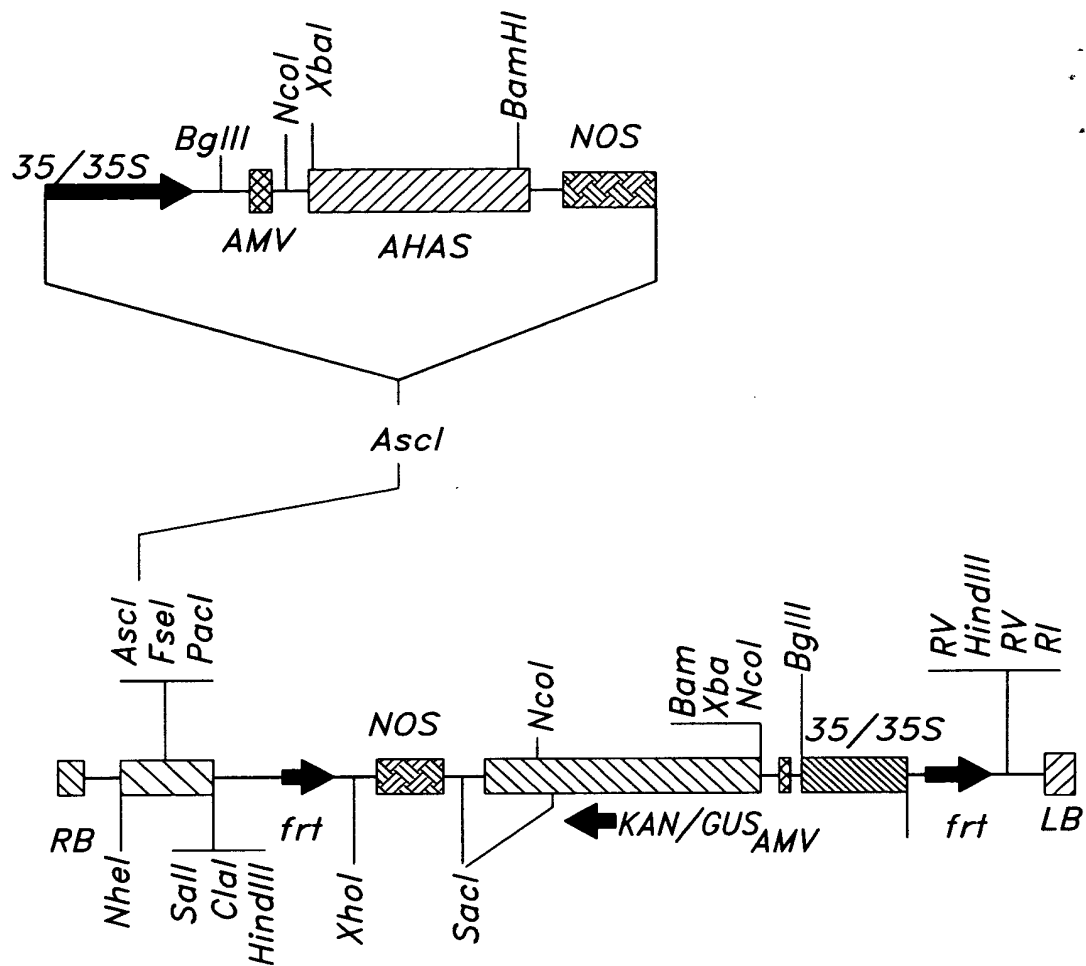 35/35S
BglII
NcoI
XbaI
BamHI
NOS
AMV
AHAS
AscI
AscI
FseI
PacI
NOS
NcoI
Bam
Xba
NcoI
BglII
35/35S
RV
HindIII
RV
RI
RB
NheI
SalI
ClaI
HindIII
frt
XhoI
SacI
KAN/GUS
AMV
frt
LB